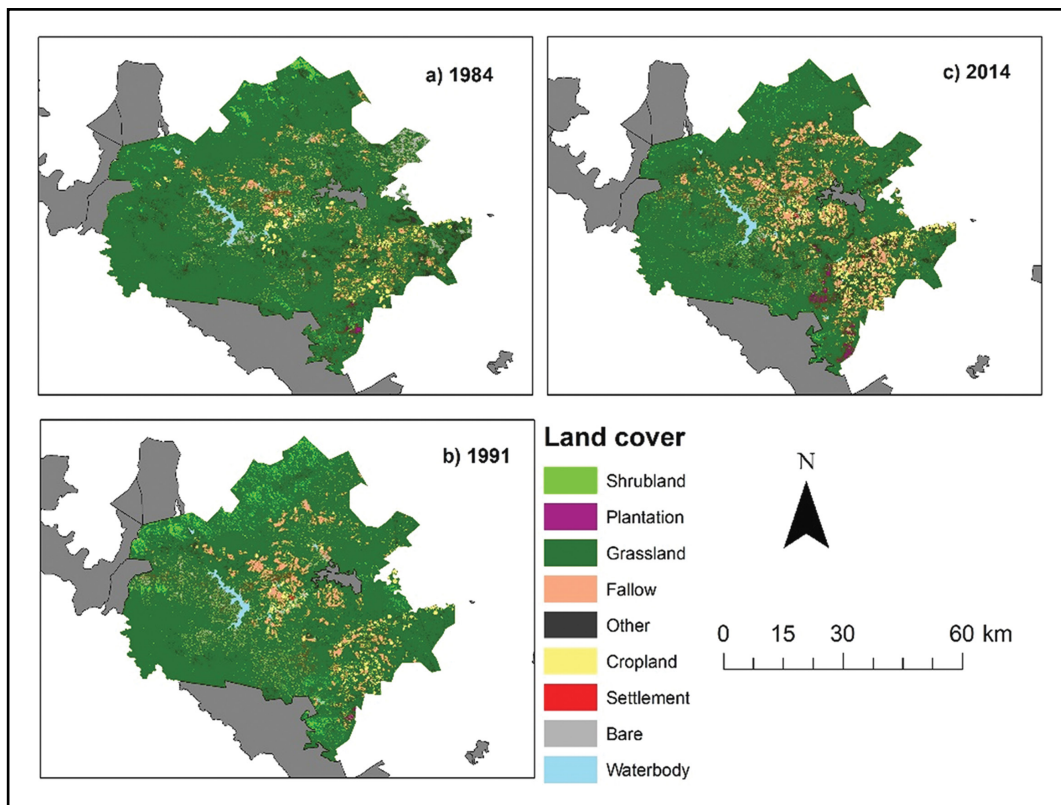 a) 1984
c) 2014
b) 1991
Land cover
Shrubland
Plantation
Grassland
Fallow
Other
Cropland
Settlement
Bare
Waterbody
N
0 15 30 60 km